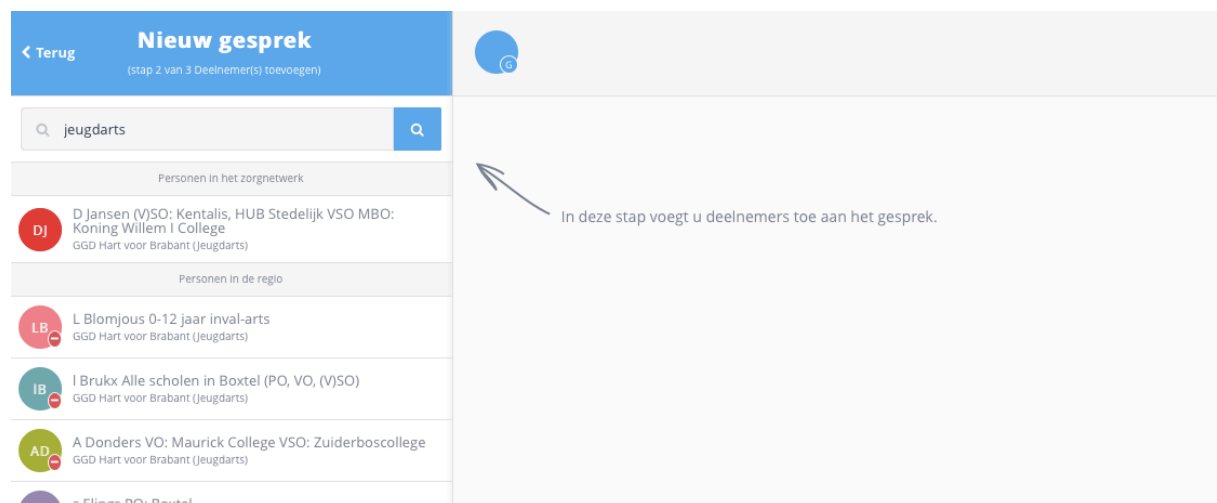 Terug
Nieuw gesprek
(stap 2 van 3 Deelnemer(s) toevoegen)
G
jeugdarts
Personen in het zorgnetwerk
DJ
D Jansen (V)SO: Kentalis, HUB Stedelijk VSO MBO:
Koning Willem I College
GGD Hart voor Brabant (Jeugdarts)
In deze stap voegt u deelnemers toe aan het gesprek.
Personen in de regio
LB
L Blomjous 0-12 jaar inval-arts
GGD Hart voor Brabant (Jeugdarts)
IB
l Brukx Alle scholen in Boxtel (PO, VO, (V)SO)
GGD Hart voor Brabant (Jeugdarts)
AD
A Donders VO: Maurick College VSO: Zuiderboscollege
GGD Hart voor Brabant (Jeugdarts)
s Elings PO: Boxtel